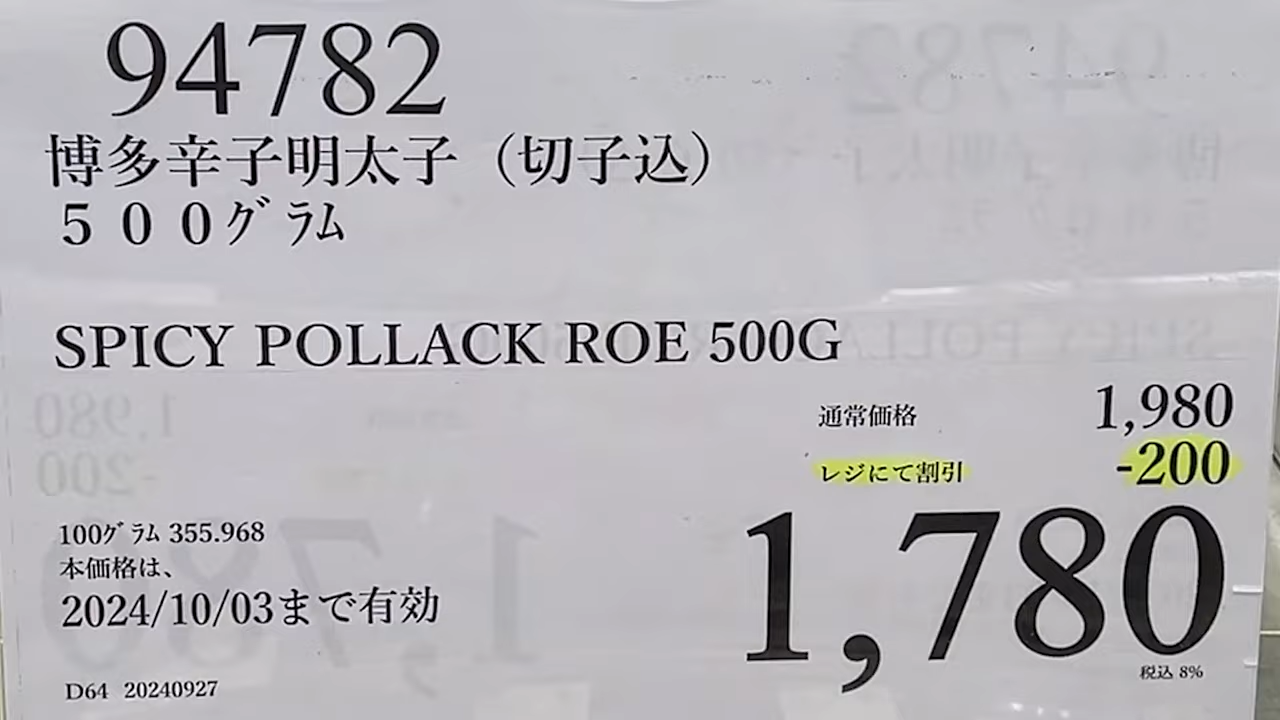 94782
博多辛子明太子（切子込）
５００ｸﾞﾗﾑ
SPICY POLLACK ROE 500G
通常価格 1,980
レジにて割引 -200
100ｸﾞﾗﾑ 355.968
本価格は、
2024/10/03まで有効
1,780
税込 8%
D64 20240927